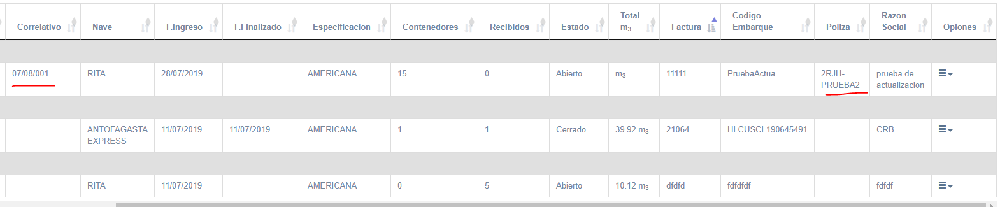 Correlativo Nave F.Ingreso F.Finalizado Especificacion Contenedores Recibidos Estado Total m3 Factura Codigo Embarque Poliza Razon Social Opiones
07/08/001 RITA 28/07/2019 AMERICANA 15 0 Abierto m3 11111 PruebaActua 2RJH-PRUEBA2 prueba de actualizacion
ANTOFAGASTA EXPRESS 11/07/2019 11/07/2019 AMERICANA 1 1 Cerrado 39.92 m3 21064 HLCUSCL190645491 CRB
RITA 11/07/2019 AMERICANA 0 5 Abierto 10.12 m3 dfdfd fdfdfdf fdfdf